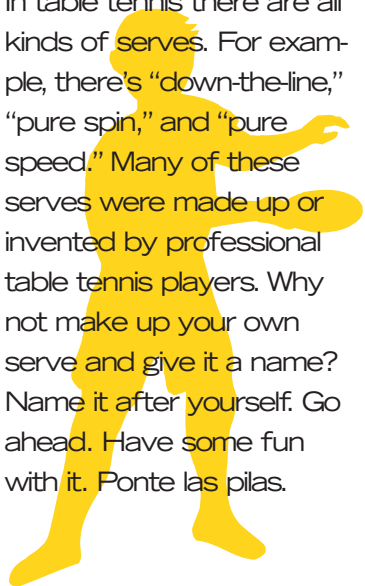 In table tennis there are all
kinds of serves. For exam-
ple, there's “down-the-line,”
“pure spin,” and “pure
speed.” Many of these
serves were made up or
invented by professional
table tennis players. Why
not make up your own
serve and give it a name?
Name it after yourself. Go
ahead. Have some fun
with it. Ponte las pilas.